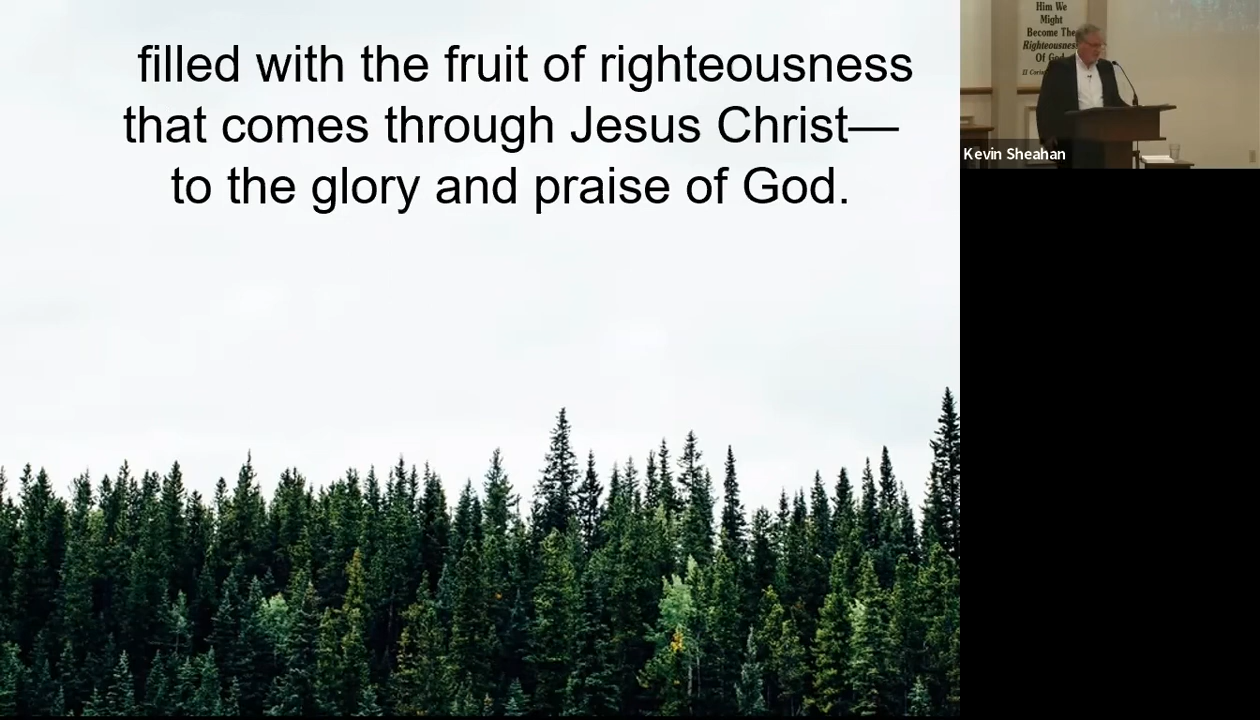 filled with the fruit of righteousness
that comes through Jesus Christ—
to the glory and praise of God.
Him We
Might
Become The
Righteousness
Of God
Kevin Sheahan